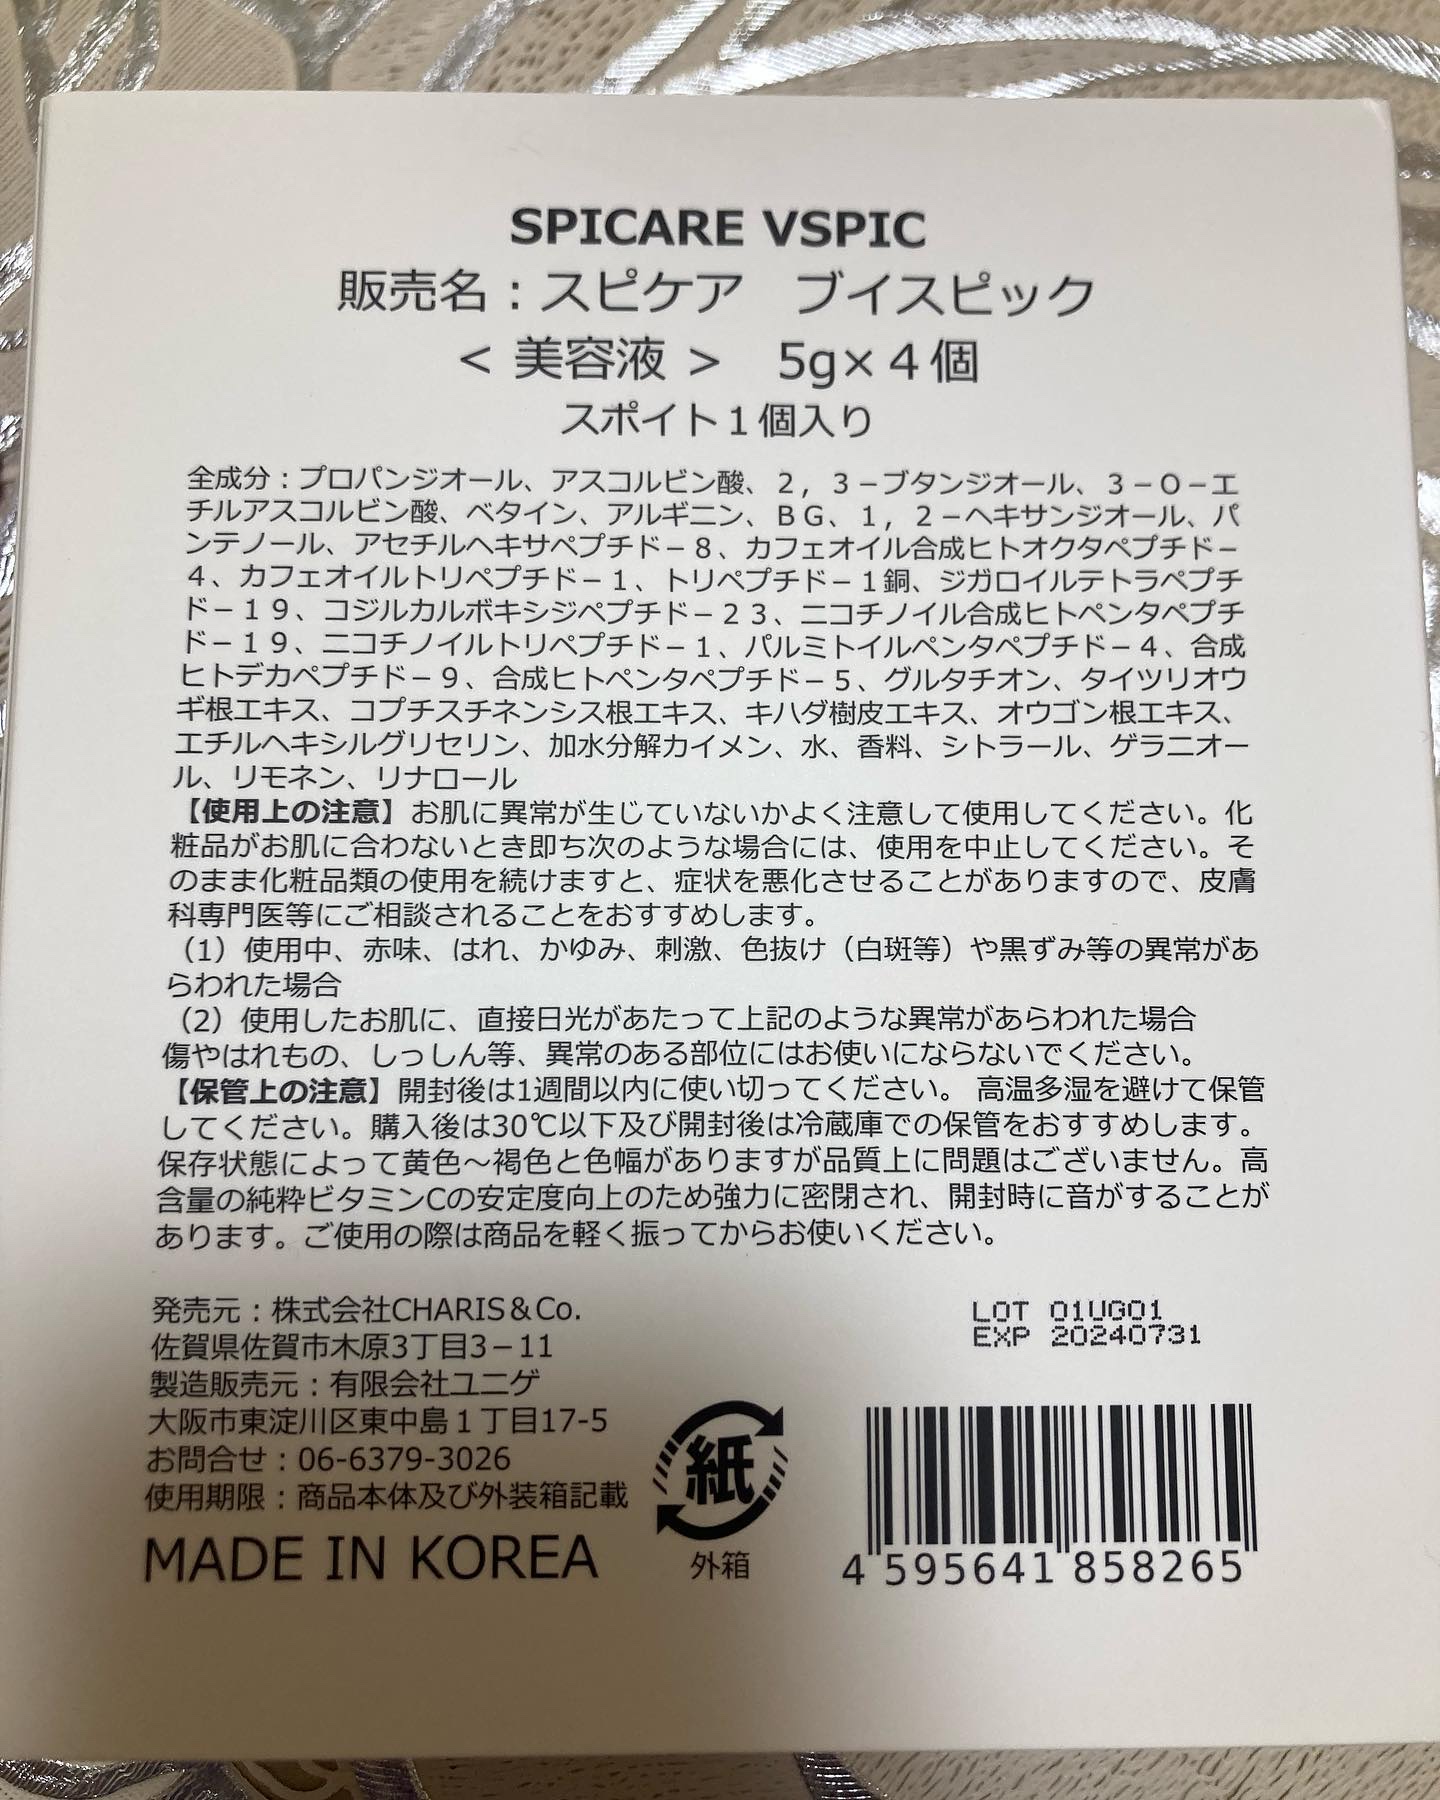 SPICARE VSPIC
販売名：スピケア　ブイスピック
＜ 美容液 ＞　5g×４個
スポイト１個入り
全成分：プロパンジオール、アスコルビン酸、２，３－ブタンジオール、３－Ｏ－エ
チルアスコルビン酸、ベタイン、アルギニン、ＢＧ、１，２－ヘキサンジオール、パ
ンテノール、アセチルヘキサペプチド－８、カフェオイル合成ヒトオクタペプチド－
４、カフェオイルトリペプチド－１、トリペプチド－１銅、ジガロイルテトラペプチ
ド－１９、コジルカルボキシジペプチド－２３、ニコチノイル合成ヒトペンタペプチ
ド－１９、ニコチノイルトリペプチド－１、パルミトイルペンタペプチド－４、合成
ヒトデカペプチド－９、合成ヒトペンタペプチド－５、グルタチオン、タイツリオウ
ギ根エキス、コプチスチネンシス根エキス、キハダ樹皮エキス、オウゴン根エキス、
エチルヘキシルグリセリン、加水分解カイメン、水、香料、シトラール、ゲラニオー
ル、リモネン、リナロール
【使用上の注意】お肌に異常が生じていないかよく注意して使用してください。化
粧品がお肌に合わないとき即ち次のような場合には、使用を中止してください。そ
のまま化粧品類の使用を続けますと、症状を悪化させることがありますので、皮膚
科専門医等にご相談されることをおすすめします。
（1）使用中、赤味、はれ、かゆみ、刺激、色抜け（白斑等）や黒ずみ等の異常があ
らわれた場合
（2）使用したお肌に、直接日光があたって上記のような異常があらわれた場合
傷やはれもの、しっしん等、異常のある部位にはお使いにならないでください。
【保管上の注意】開封後は1週間以内に使い切ってください。 高温多湿を避けて保管
してください。購入後は30℃以下及び開封後は冷蔵庫での保管をおすすめします。
保存状態によって黄色～褐色と色幅がありますが品質上に問題はございません。高
含量の純粋ビタミンCの安定度向上のため強力に密閉され、開封時に音がすることが
あります。ご使用の際は商品を軽く振ってからお使いください。
発売元：株式会社CHARIS＆Co.
佐賀県佐賀市木原3丁目3－11
製造販売元：有限会社ユニゲ
大阪市東淀川区東中島１丁目17-5
お問合せ：06-6379-3026
使用期限：商品本体及び外装箱記載
MADE IN KOREA
LOT 01UG01
EXP 20240731
紙
外箱
4 595641 858265